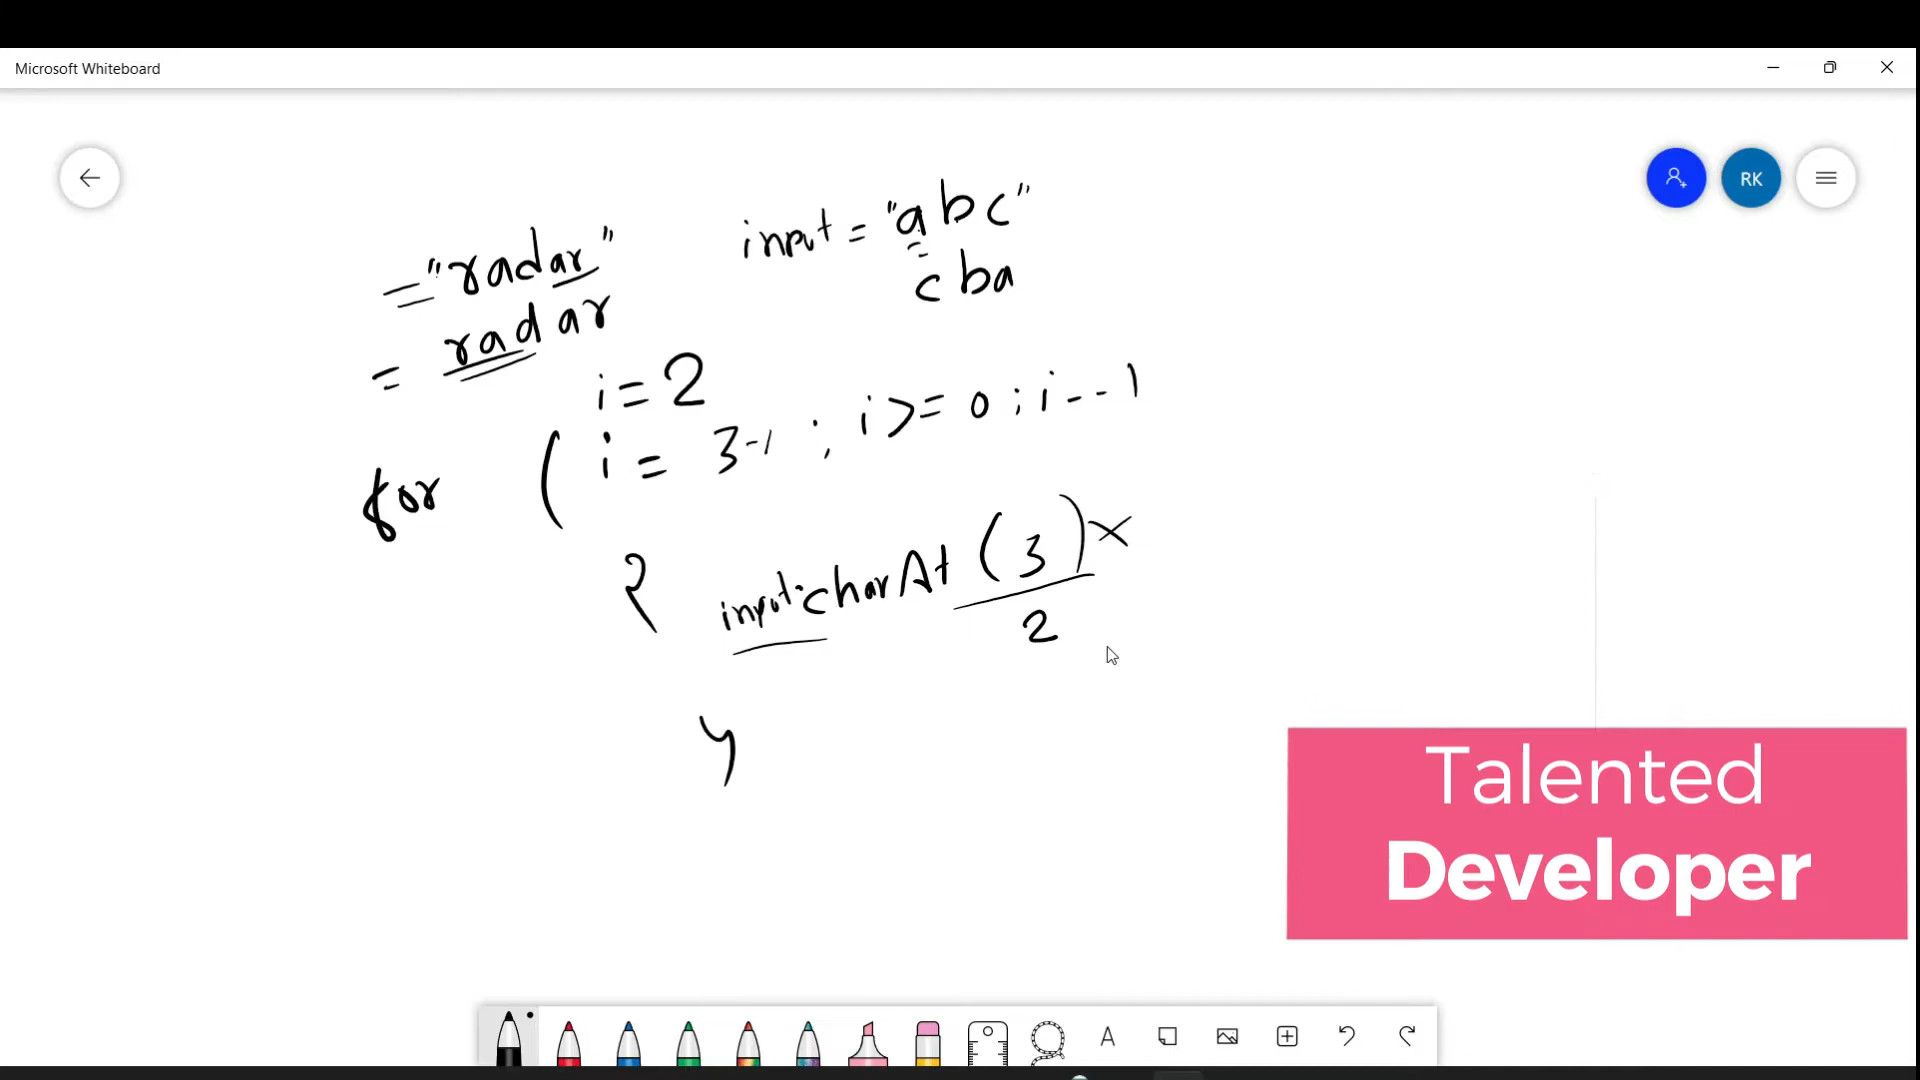 Microsoft Whiteboard
RK
= "radar"
= radar
input = "abc"
cba
i = 2
for ( i = 3-1 ; i >= 0 ; i--
{ input.charAt (3) x
2
}
Talented
Developer
A